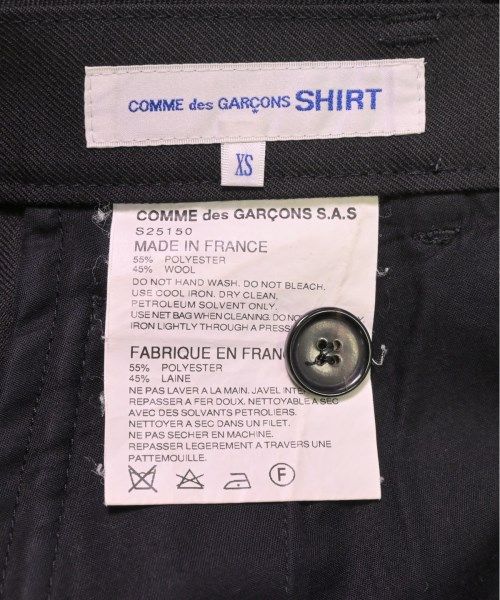 COMME des GARÇONS SHIRT
XS
COMME des GARÇONS S.A.S
S25150
MADE IN FRANCE
55% POLYESTER
45% WOOL
DO NOT HAND WASH. DO NOT BLEACH.
USE COOL IRON. DRY CLEAN,
PETROLEUM SOLVENT ONLY.
USE NET BAG WHEN CLEANING. DO
IRON LIGHTLY THROUGH A
FABRIQUE EN
55% POLYESTER
45% LAINE
NE PAS LAVER A LA MAIN. JAVEL
REPASSER A FER DOUX. NETTOYABLE A SEC
AVEC DES SOLVANTS PETROLIERS.
NETTOYER A SEC DANS UN FILET.
NE PAS SECHER EN MACHINE.
REPASSER LEGEREMENT A TRAVERS UNE
PATTEMOUILLE.
F